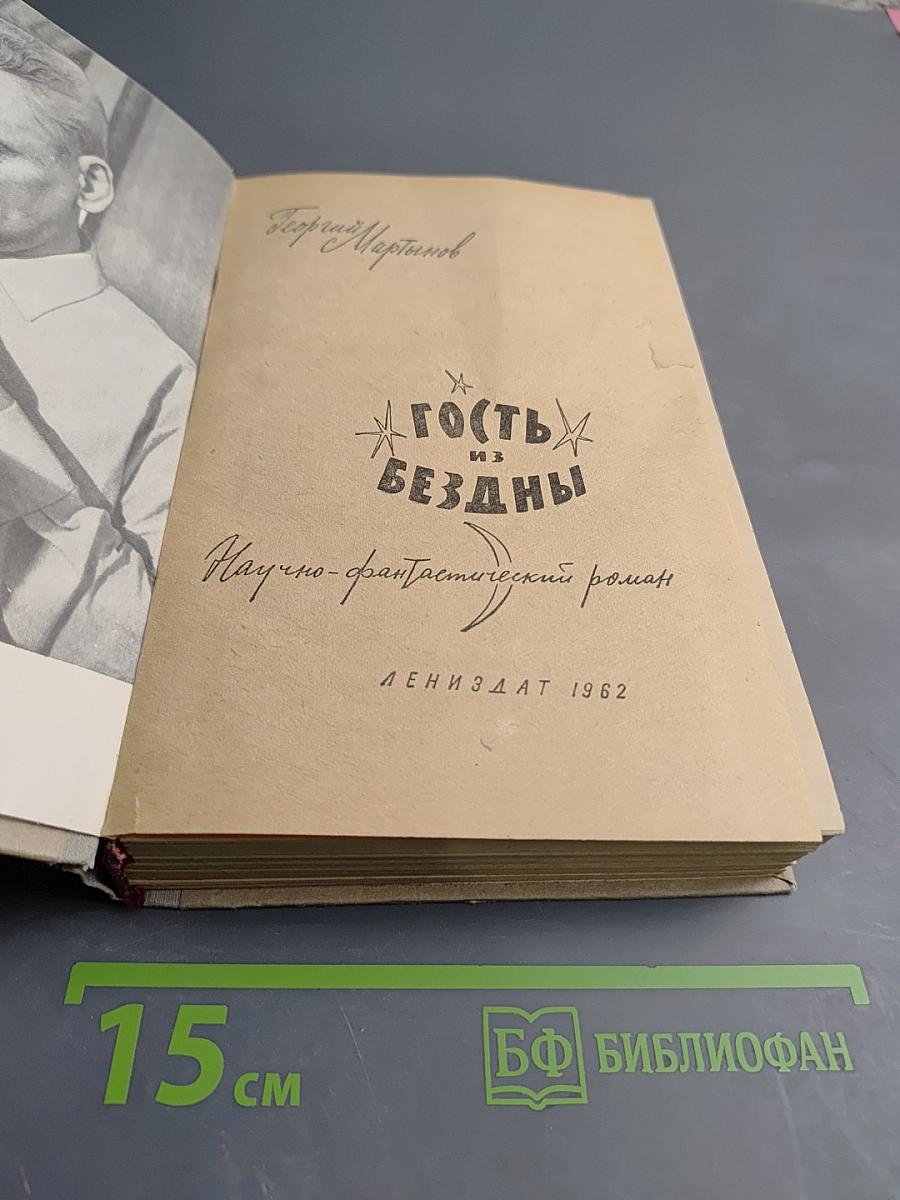 Георгий Мартынов
ГОСТЬ
ИЗ
БЕЗДНЫ
Научно-фантастический роман
ЛЕНИЗДАТ 1962
15 см
БФ БИБЛИОФАН